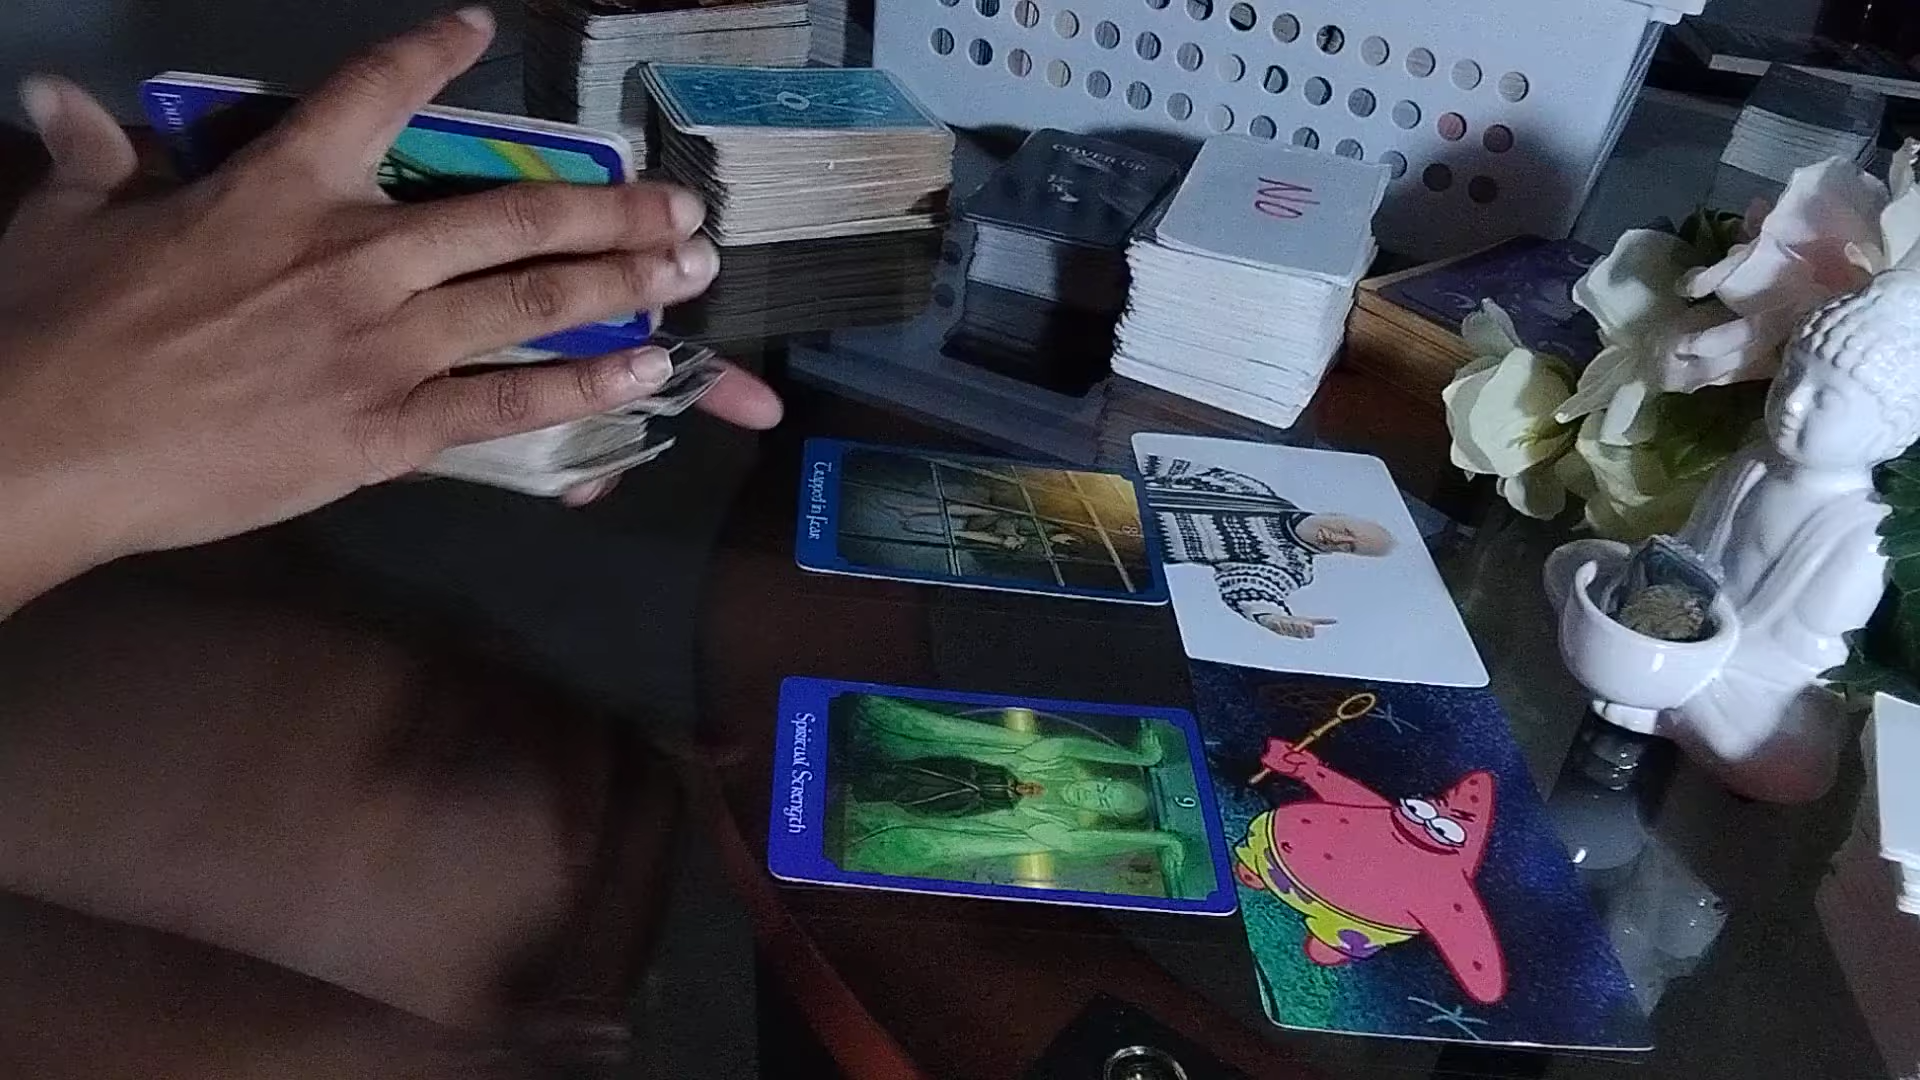 COVER UP
NO
Trapped in Fear
8
Spiritual Strength
9